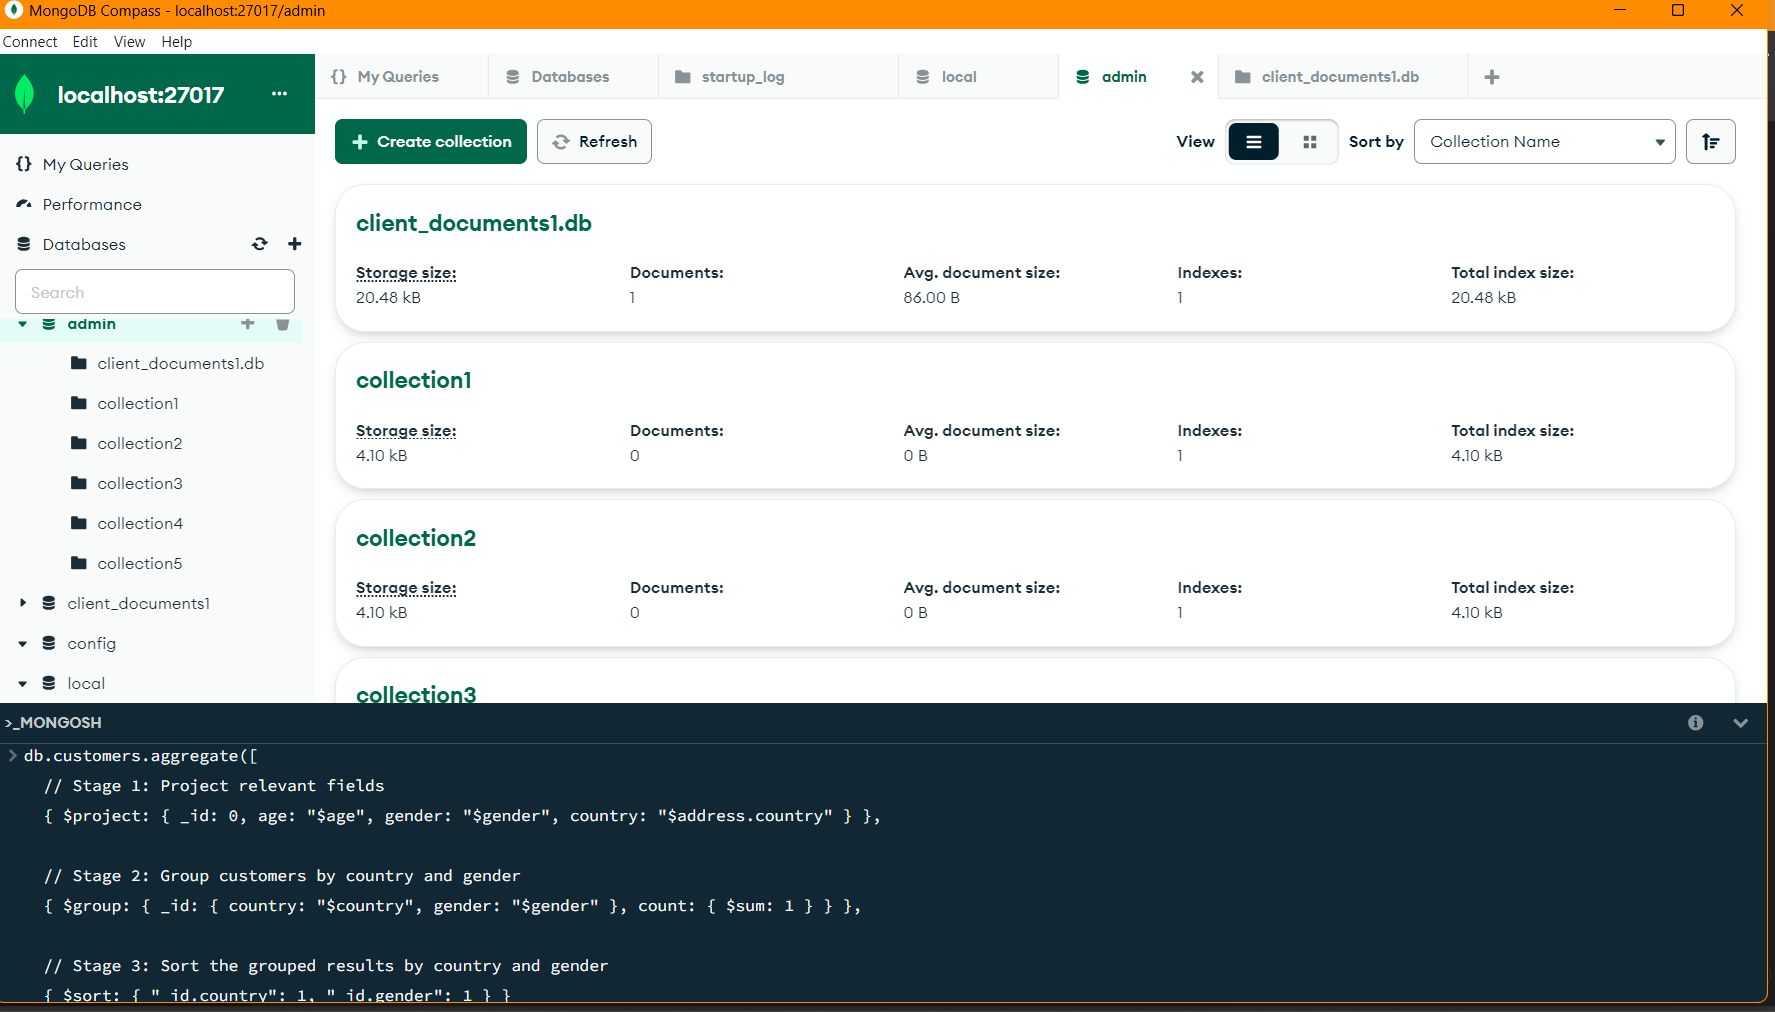 MongoDB Compass - localhost:27017/admin
Connect Edit View Help
localhost:27017 ...
{} My Queries
Performance
Databases
Search
admin
client_documents1.db
collection1
collection2
collection3
collection4
collection5
client_documents1
config
local
{} My Queries Databases startup_log local admin client_documents1.db
Create collection Refresh View Sort by Collection Name
client_documents1.db
Storage size: Documents: Avg. document size: Indexes: Total index size:
20.48 kB 1 86.00 B 1 20.48 kB
collection1
Storage size: Documents: Avg. document size: Indexes: Total index size:
4.10 kB 0 0 B 1 4.10 kB
collection2
Storage size: Documents: Avg. document size: Indexes: Total index size:
4.10 kB 0 0 B 1 4.10 kB
collection3
>_MONGOSH
> db.customers.aggregate([
// Stage 1: Project relevant fields
{ $project: { _id: 0, age: "$age", gender: "$gender", country: "$address.country" } },
// Stage 2: Group customers by country and gender
{ $group: { _id: { country: "$country", gender: "$gender" }, count: { $sum: 1 } } },
// Stage 3: Sort the grouped results by country and gender
{ $sort: { "_id.country": 1, "_id.gender": 1 } }